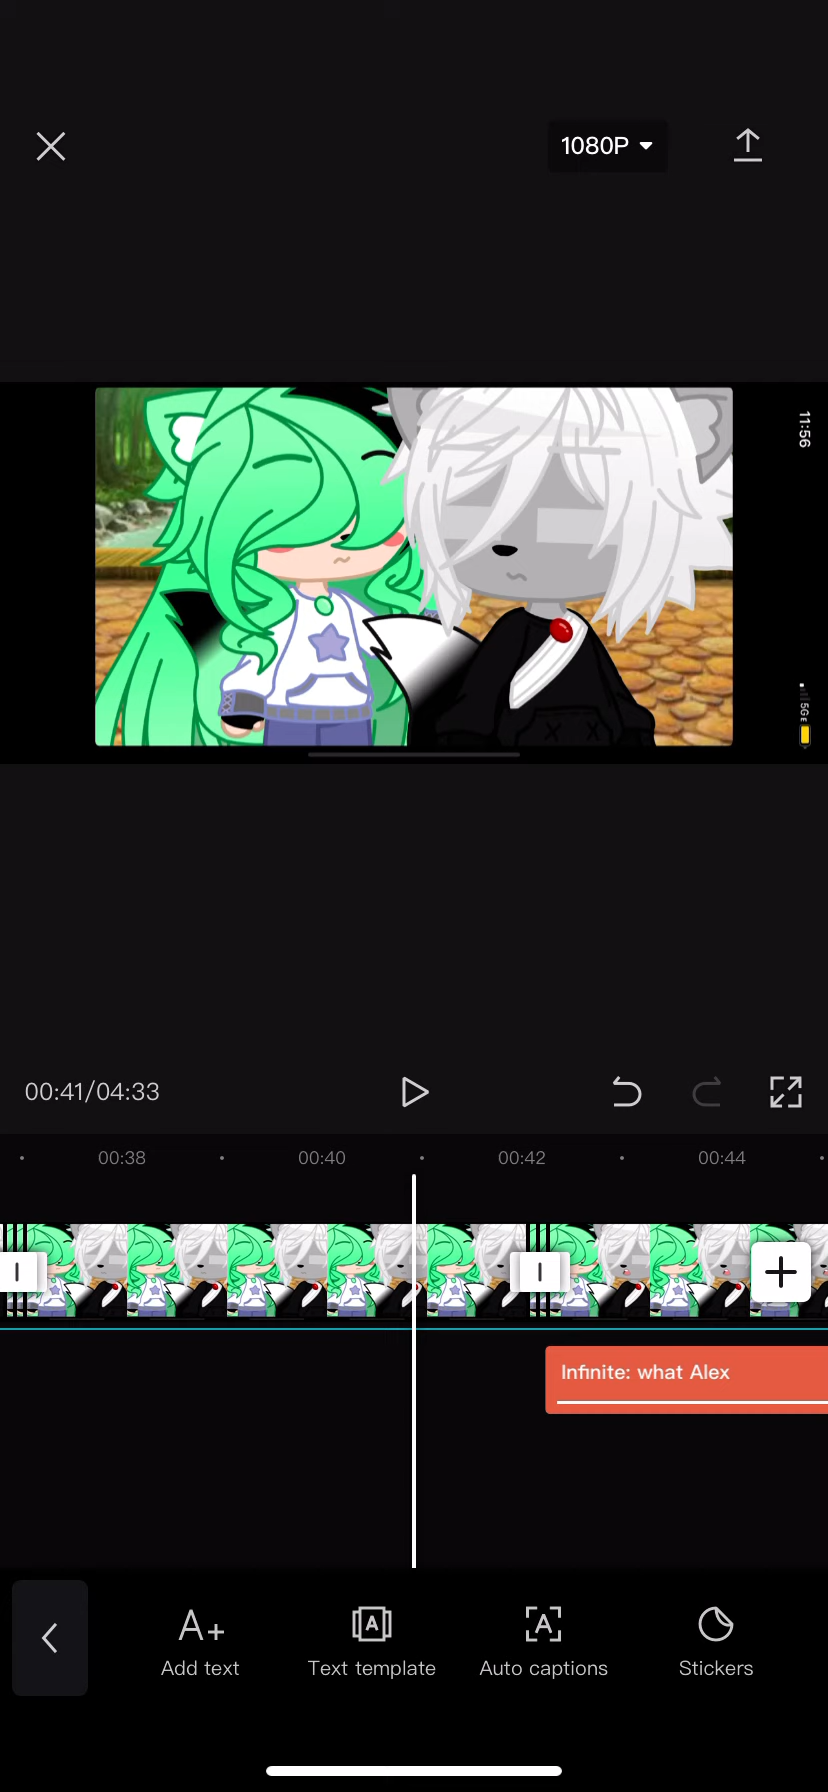 1080P
11:56
5G E
00:41/04:33
00:38
00:40
00:42
00:44
Infinite: what Alex
A+
Add text
A
Text template
A
Auto captions
Stickers